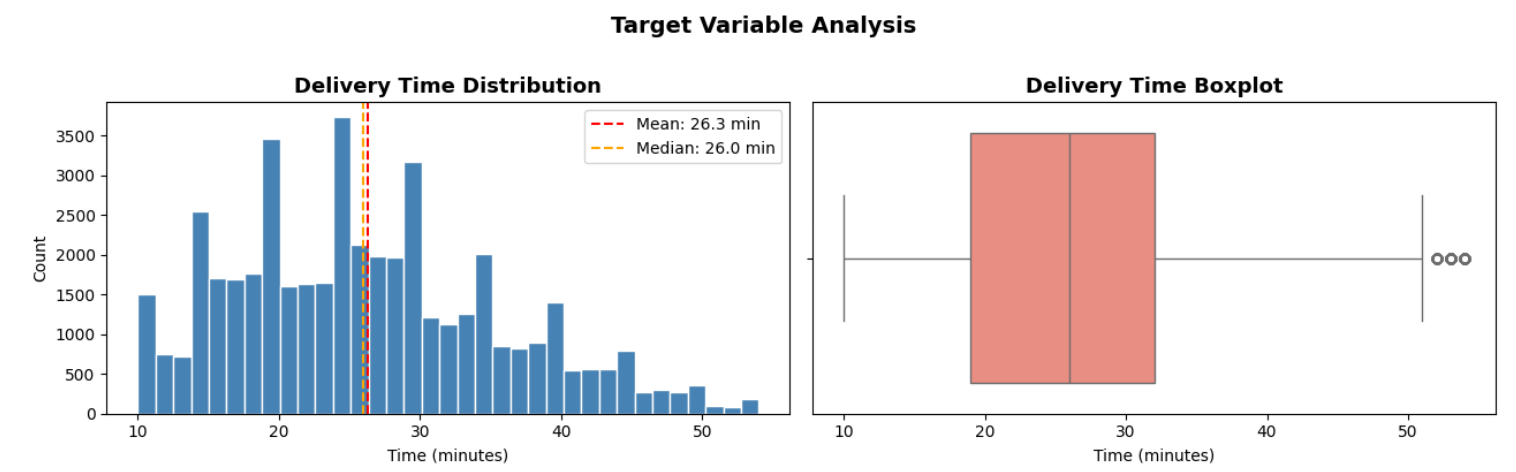 Target Variable Analysis
Delivery Time Distribution
Mean: 26.3 min
Median: 26.0 min
Count
3500
3000
2500
2000
1500
1000
500
0
10 20 30 40 50
Time (minutes)
Delivery Time Boxplot
10 20 30 40 50
Time (minutes)